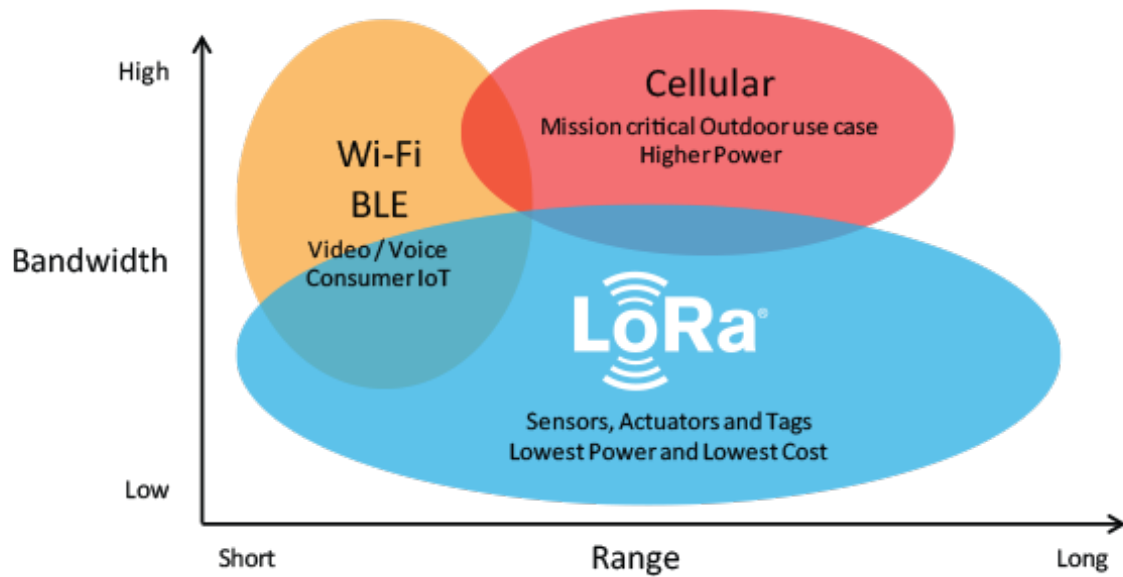 High
Cellular
Mission critical Outdoor use case
Higher Power
Wi-Fi
BLE
Video / Voice
Consumer IoT
Bandwidth
LoRa®
Sensors, Actuators and Tags
Lowest Power and Lowest Cost
Low
Short
Range
Long